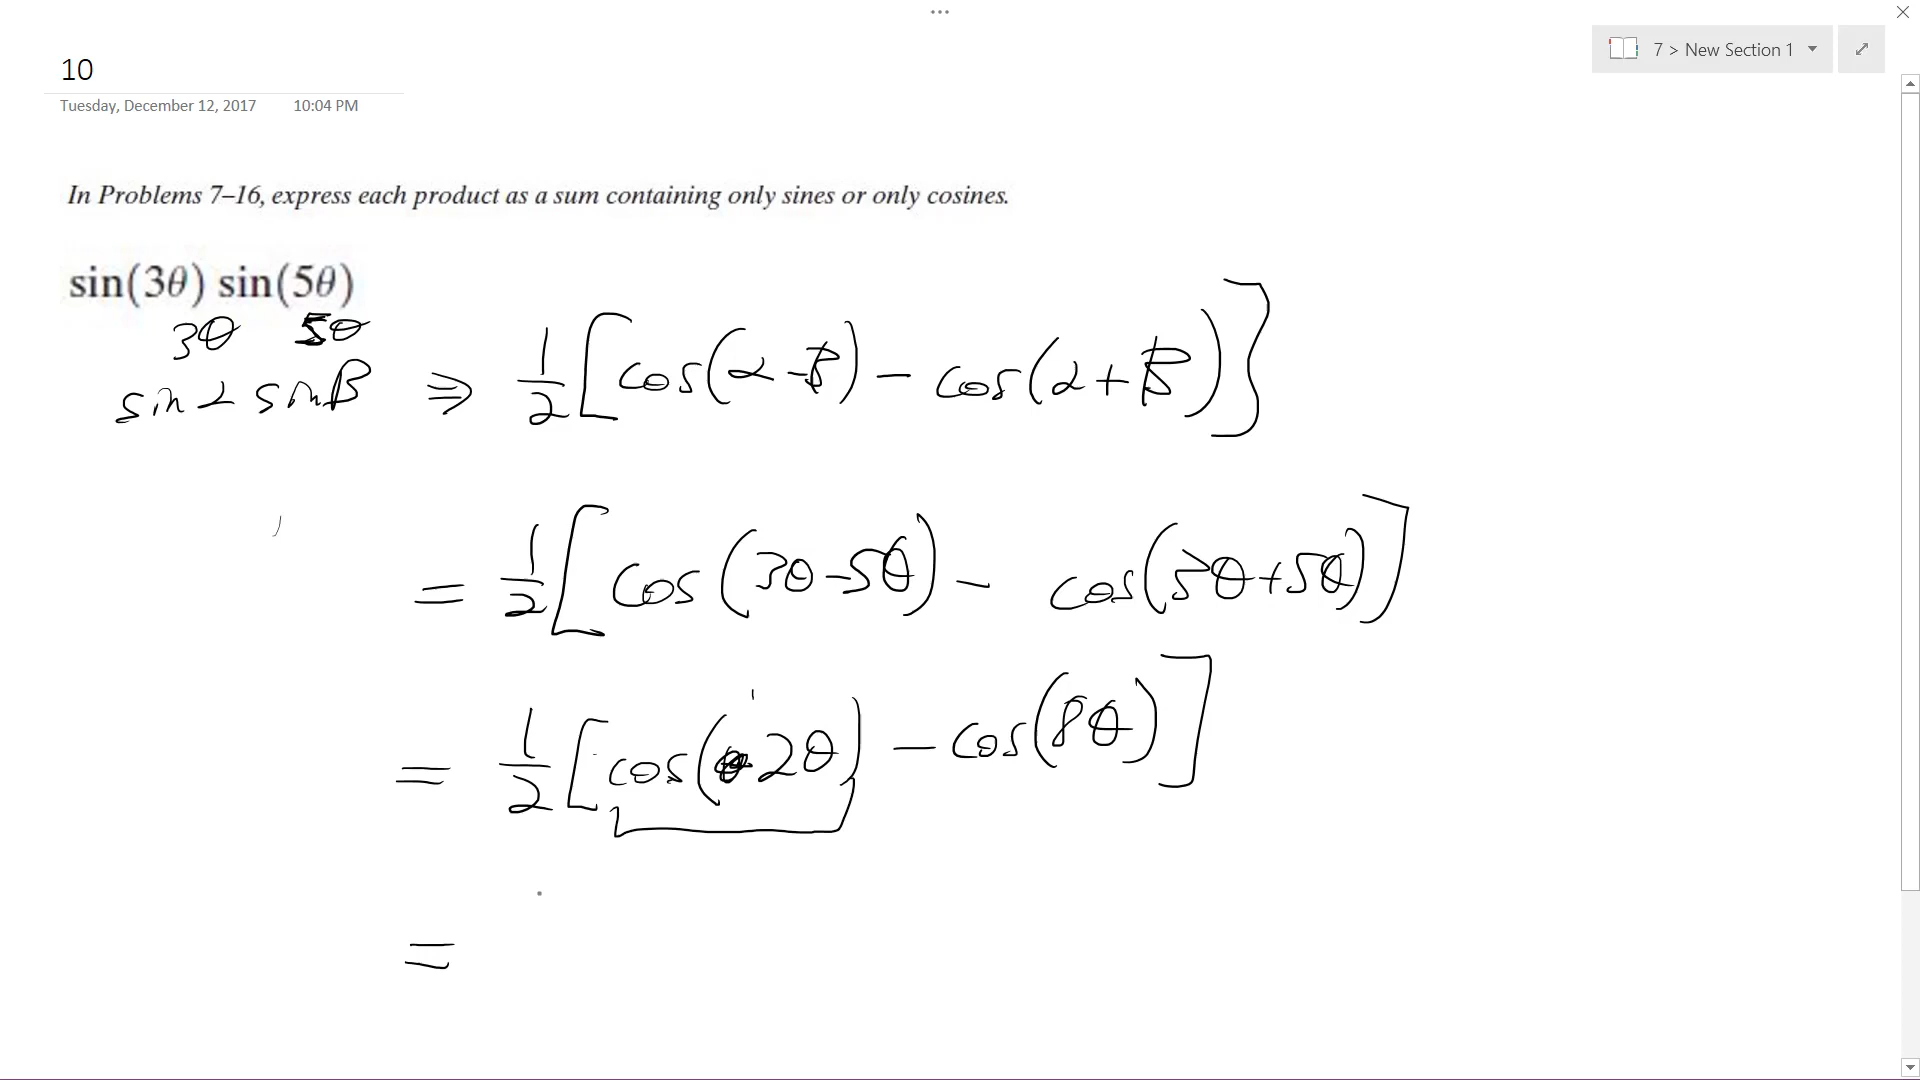 7 > New Section 1
10
Tuesday, December 12, 2017 10:04 PM
In Problems 7–16, express each product as a sum containing only sines or only cosines.
sin(3θ) sin(5θ)
3θ 5θ
sin α sin β ⇒ 1/2 [cos(α - β) - cos(α + β)]
= 1/2 [cos(3θ - 5θ) - cos(3θ + 5θ)]
= 1/2 [cos(2θ) - cos(8θ)]
=